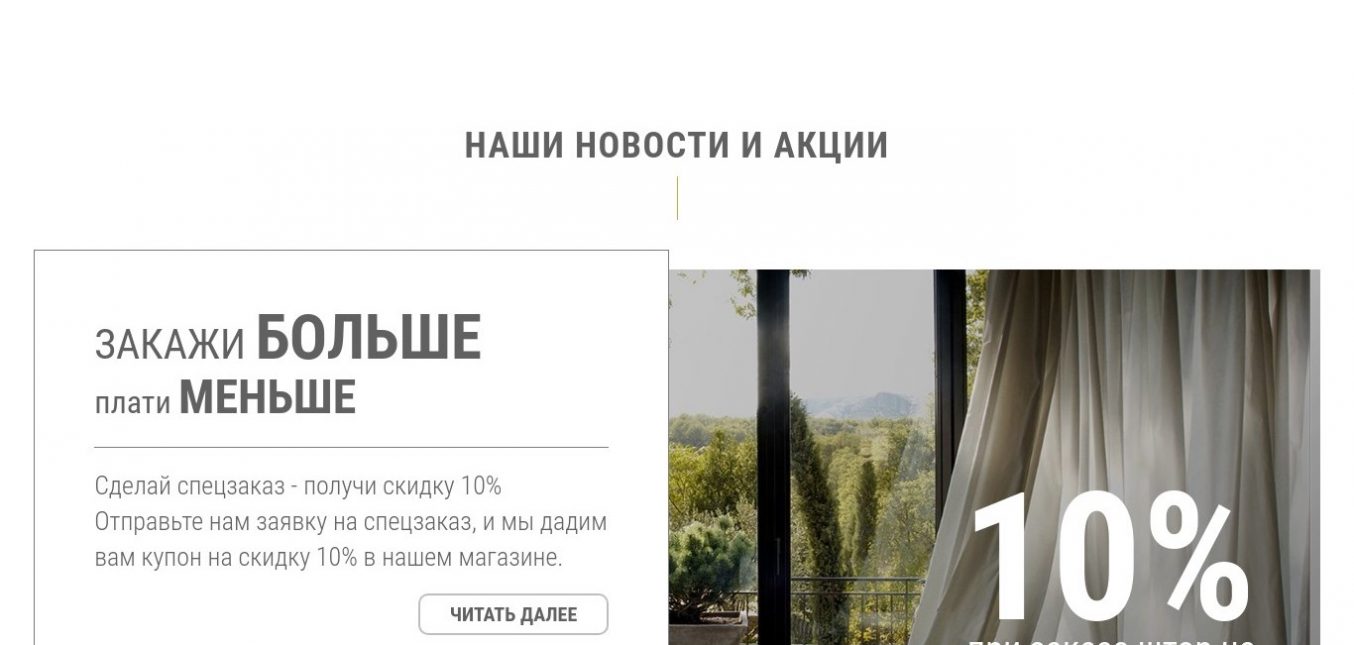 НАШИ НОВОСТИ И АКЦИИ
ЗАКАЖИ БОЛЬШЕ
плати МЕНЬШЕ
Сделай спецзаказ - получи скидку 10%
Отправьте нам заявку на спецзаказ, и мы дадим
вам купон на скидку 10% в нашем магазине.
ЧИТАТЬ ДАЛЕЕ
10%